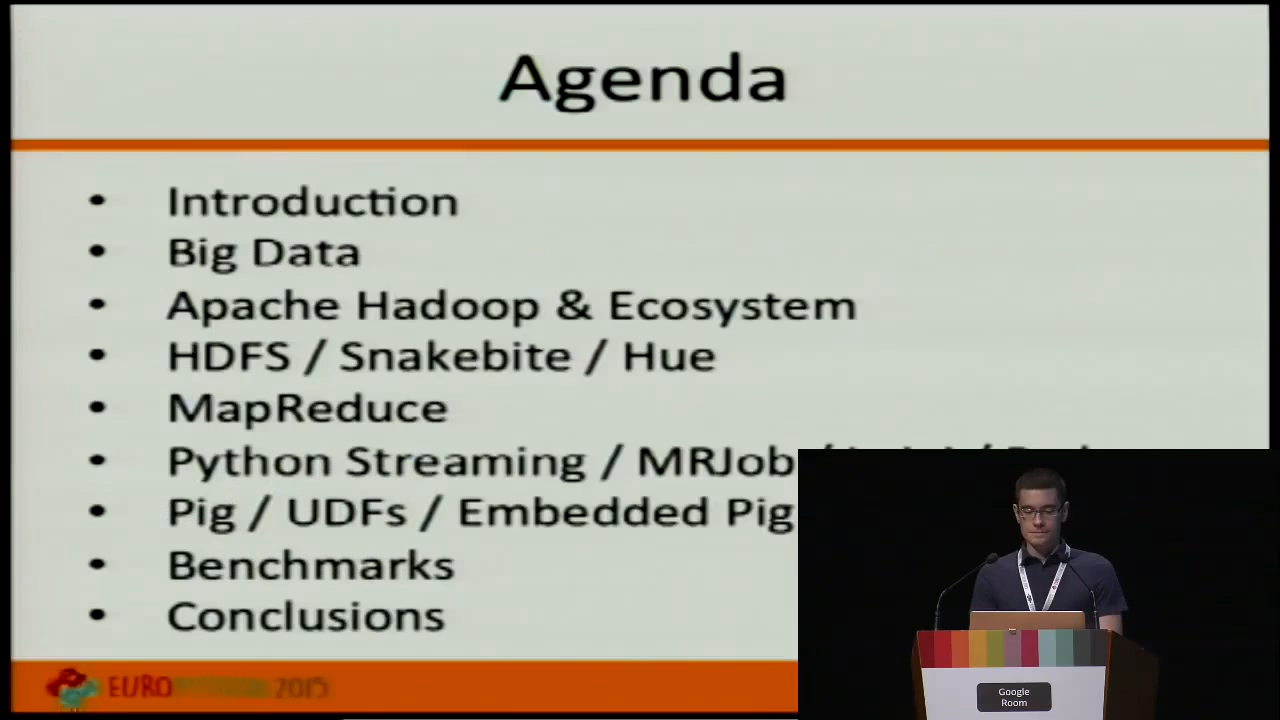 Agenda
• Introduction
• Big Data
• Apache Hadoop & Ecosystem
• HDFS / Snakebite / Hue
• MapReduce
• Python Streaming / MRJob /
• Pig / UDFs / Embedded Pig
• Benchmarks
• Conclusions
EUROPYTHON 2015
Google
Room